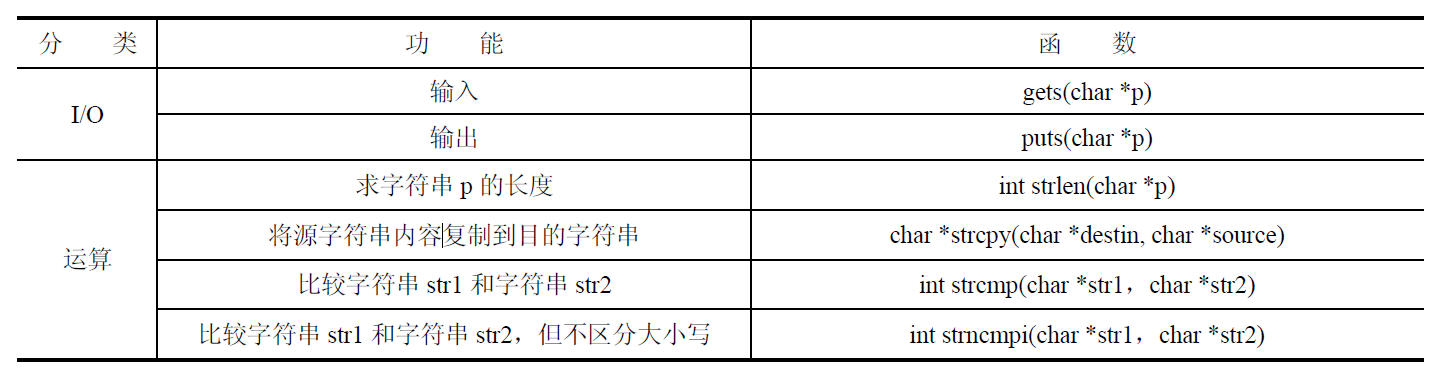 分 类 功 能 函 数
I/O
输入 gets(char *p)
输出 puts(char *p)
运算
求字符串 p 的长度 int strlen(char *p)
将源字符串内容复制到目的字符串 char *strcpy(char *destin, char *source)
比较字符串 str1 和字符串 str2 int strcmp(char *str1，char *str2)
比较字符串 str1 和字符串 str2，但不区分大小写 int strncmpi(char *str1，char *str2)